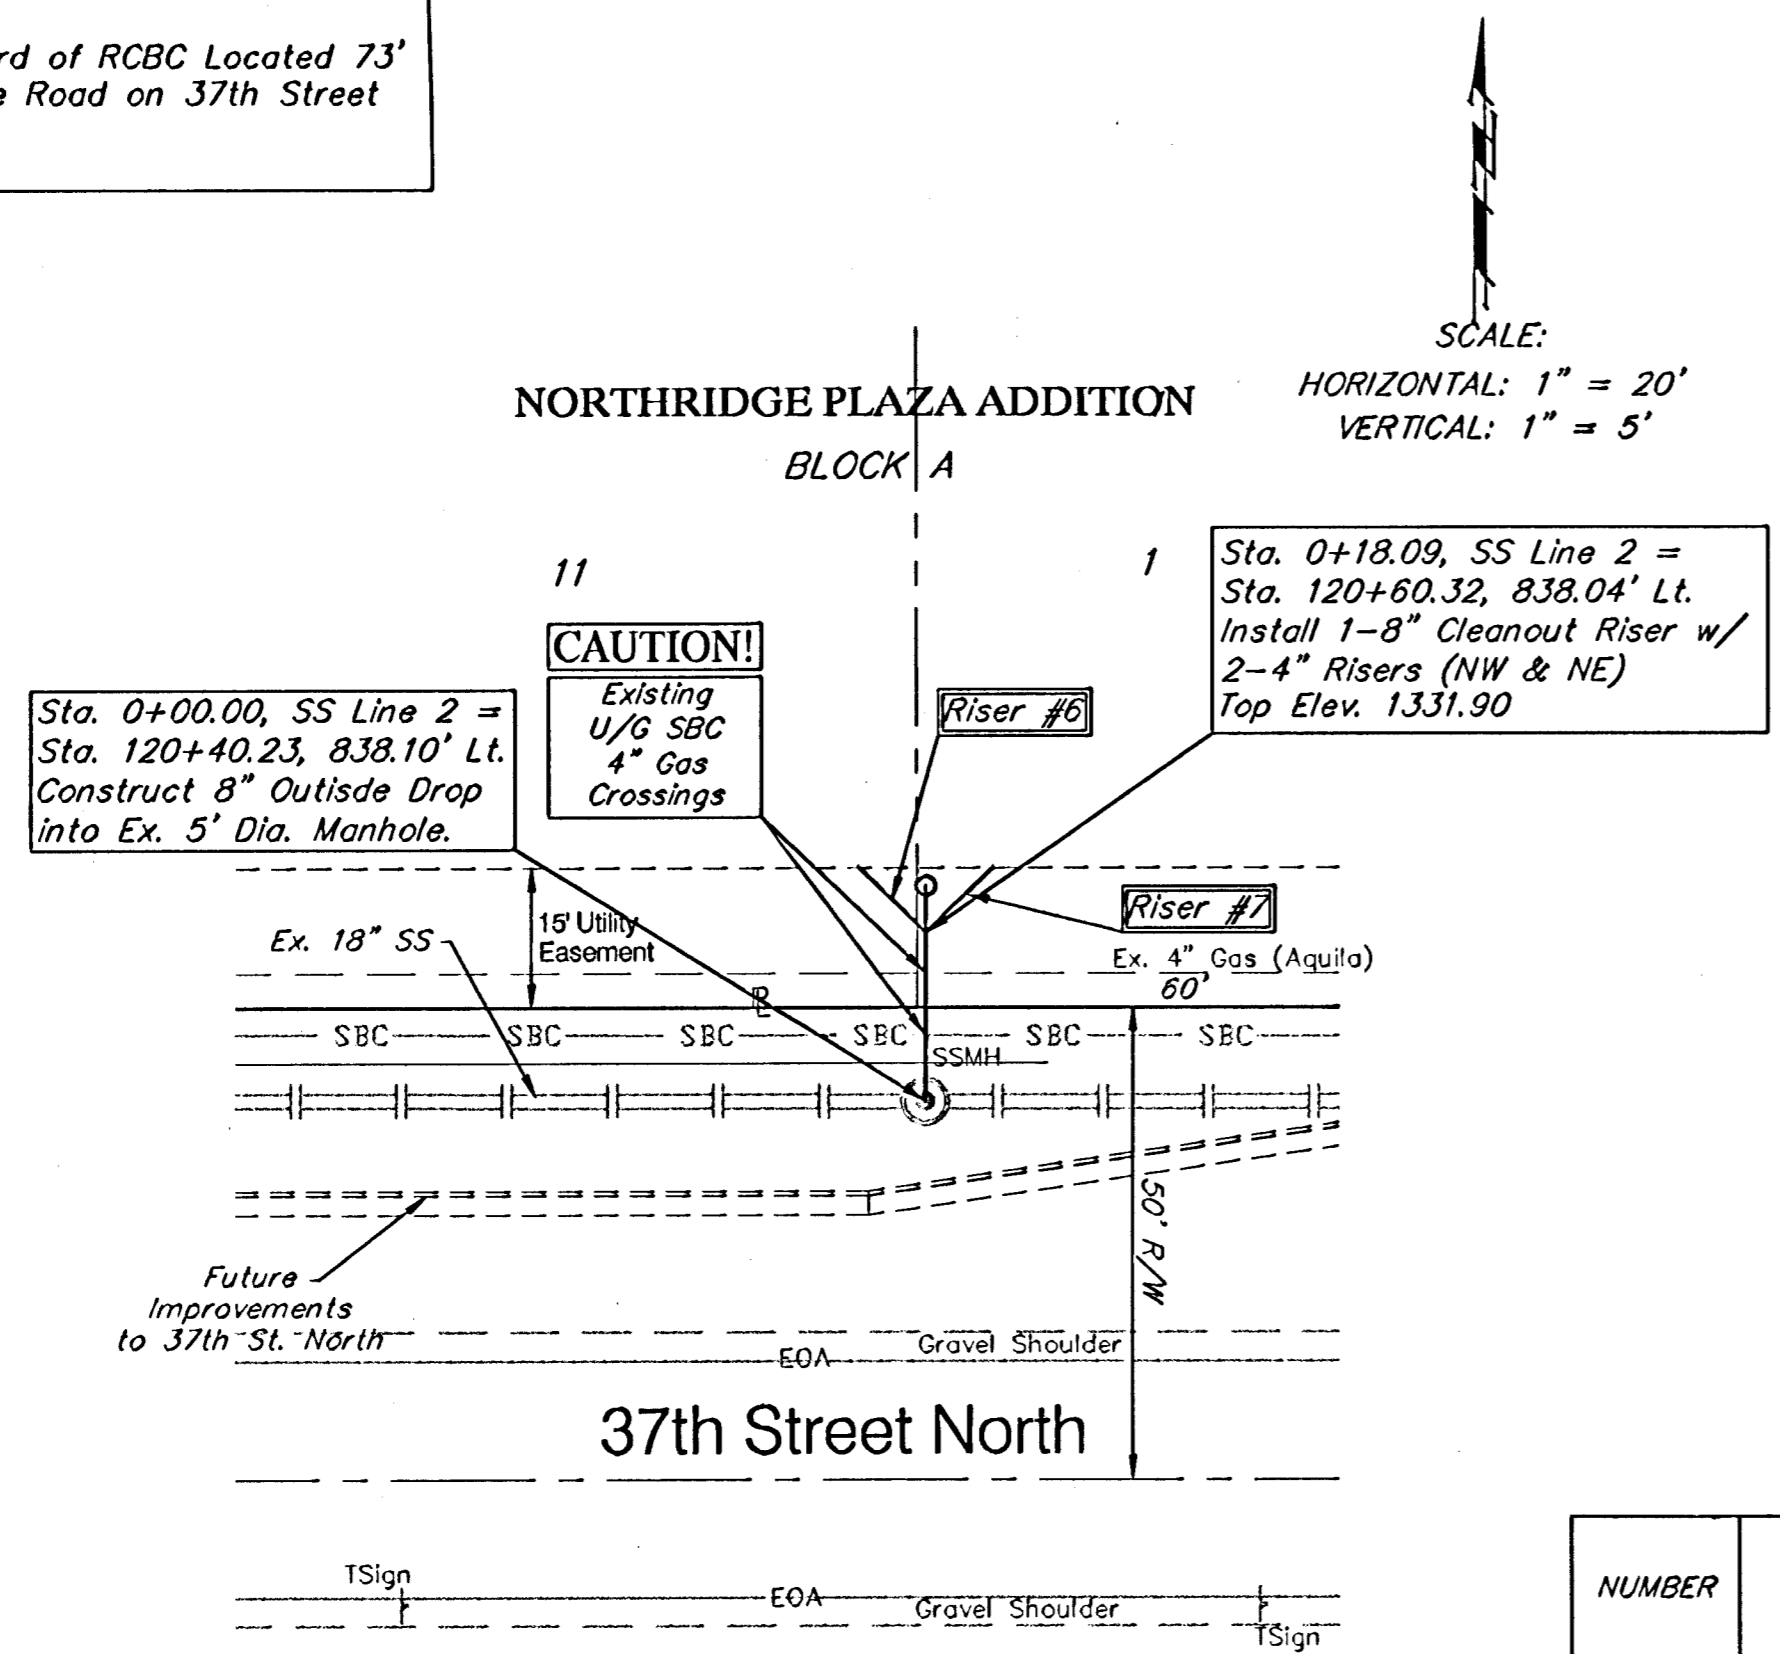 rd of RCBC Located 73'
Road on 37th Street
SCALE:
HORIZONTAL: 1" = 20'
VERTICAL: 1" = 5'
NORTHRIDGE PLAZA ADDITION
BLOCK A
11
1
Sta. 0+18.09, SS Line 2 =
Sta. 120+60.32, 838.04' Lt.
Install 1-8" Cleanout Riser w/
2-4" Risers (NW & NE)
Top Elev. 1331.90
CAUTION!
Existing
U/G SBC
4" Gas
Crossings
Sta. 0+00.00, SS Line 2 =
Sta. 120+40.23, 838.10' Lt.
Construct 8" Outisde Drop
into Ex. 5' Dia. Manhole.
Riser #6
Riser #7
15' Utility
Easement
Ex. 18" SS
Ex. 4" Gas (Aquila)
60'
PL
SBC SBC SBC SBC SBC SBC
SSMH
50' R/W
Future
Improvements
to 37th St. North
Gravel Shoulder
EOA
37th Street North
TSign
EOA
Gravel Shoulder
TSign
NUMBER